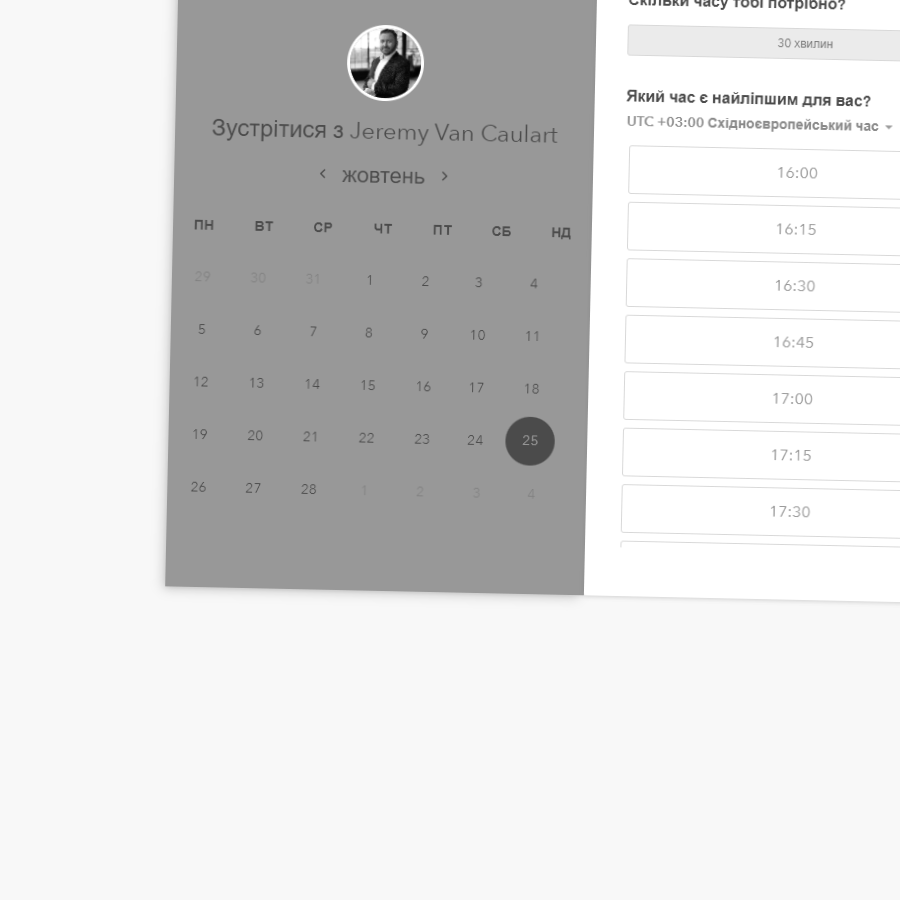 Зустрітися з Jeremy Van Caulart
жовтень
ПН ВТ СР ЧТ ПТ СБ НД
29 30 31 1 2 3 4
5 6 7 8 9 10 11
12 13 14 15 16 17 18
19 20 21 22 23 24 25
26 27 28 1 2 3 4
Скільки часу тобі потрібно?
30 хвилин
Який час є найліпшим для вас?
UTC +03:00 Східноєвропейський час
16:00
16:15
16:30
16:45
17:00
17:15
17:30